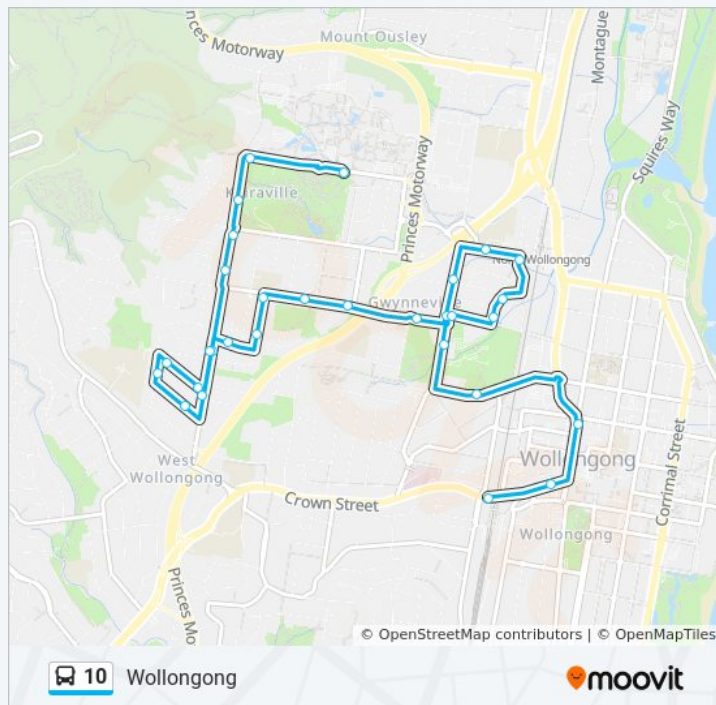 Mount Ousley
Princes Motorway
Montague
Squires Way
Keiraville
Princes Motorway
North Wollongong
Gwynneville
Wollongong
West
Wollongong
Crown Street
Corrimal Street
Wollongong
Princes Mo
© OpenStreetMap contributors | © OpenMapTiles
10 Wollongong
moovit